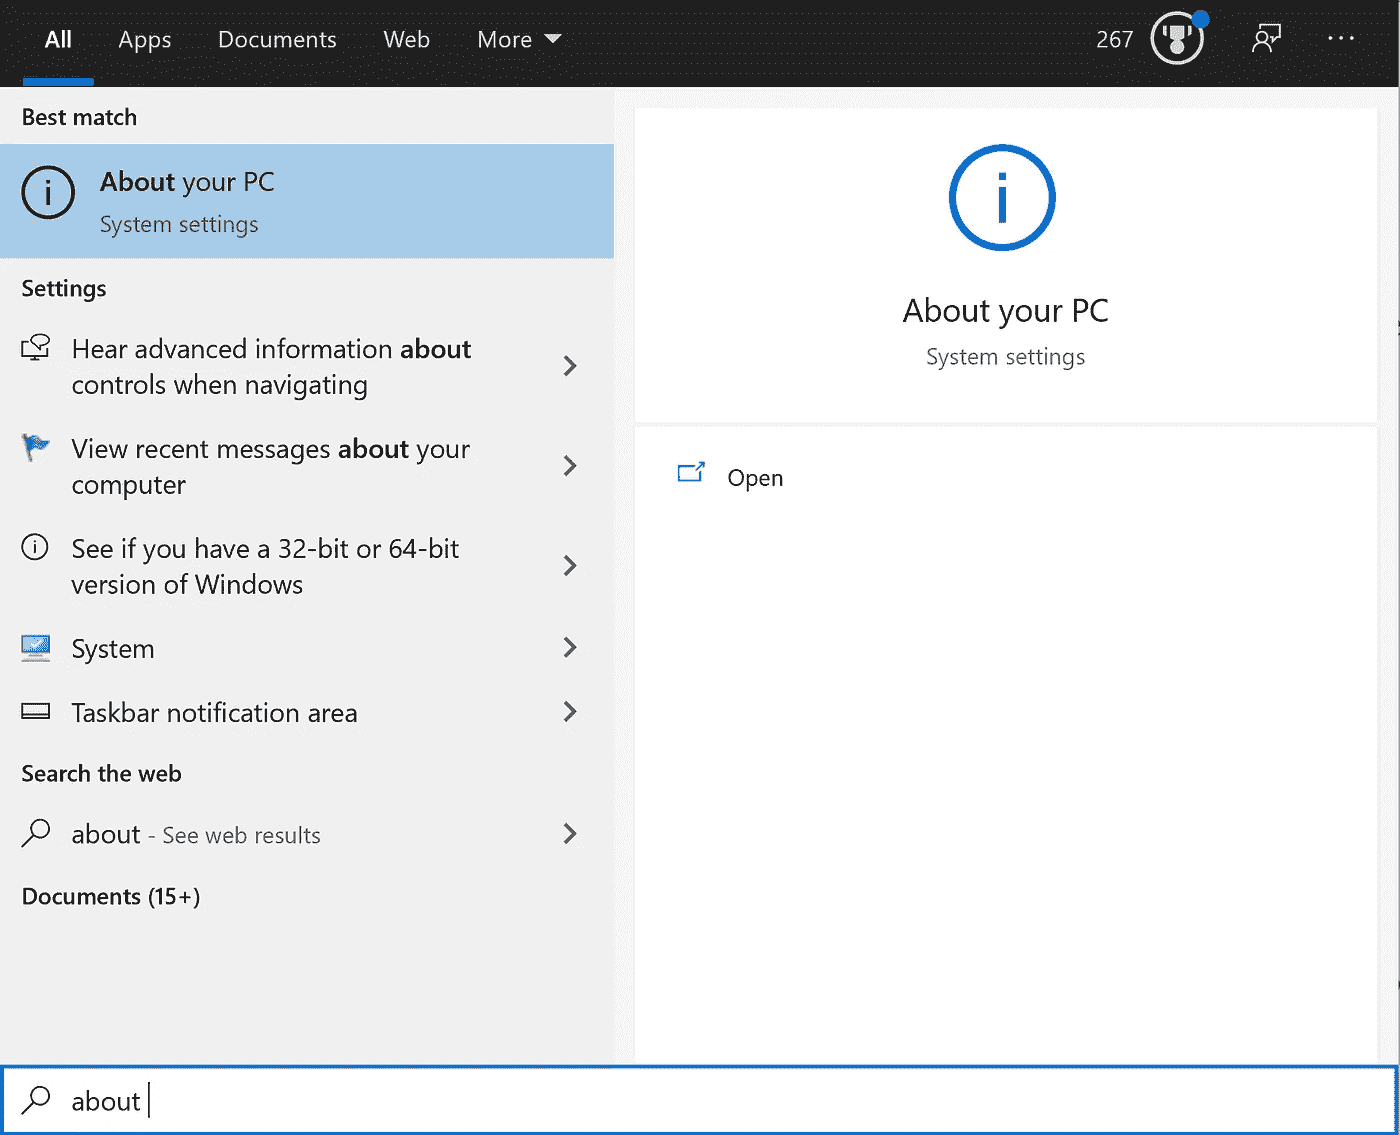 All Apps Documents Web More 267
Best match
About your PC
System settings
Settings
Hear advanced information about
controls when navigating
View recent messages about your
computer
See if you have a 32-bit or 64-bit
version of Windows
System
Taskbar notification area
Search the web
about - See web results
Documents (15+)
About your PC
System settings
Open
about